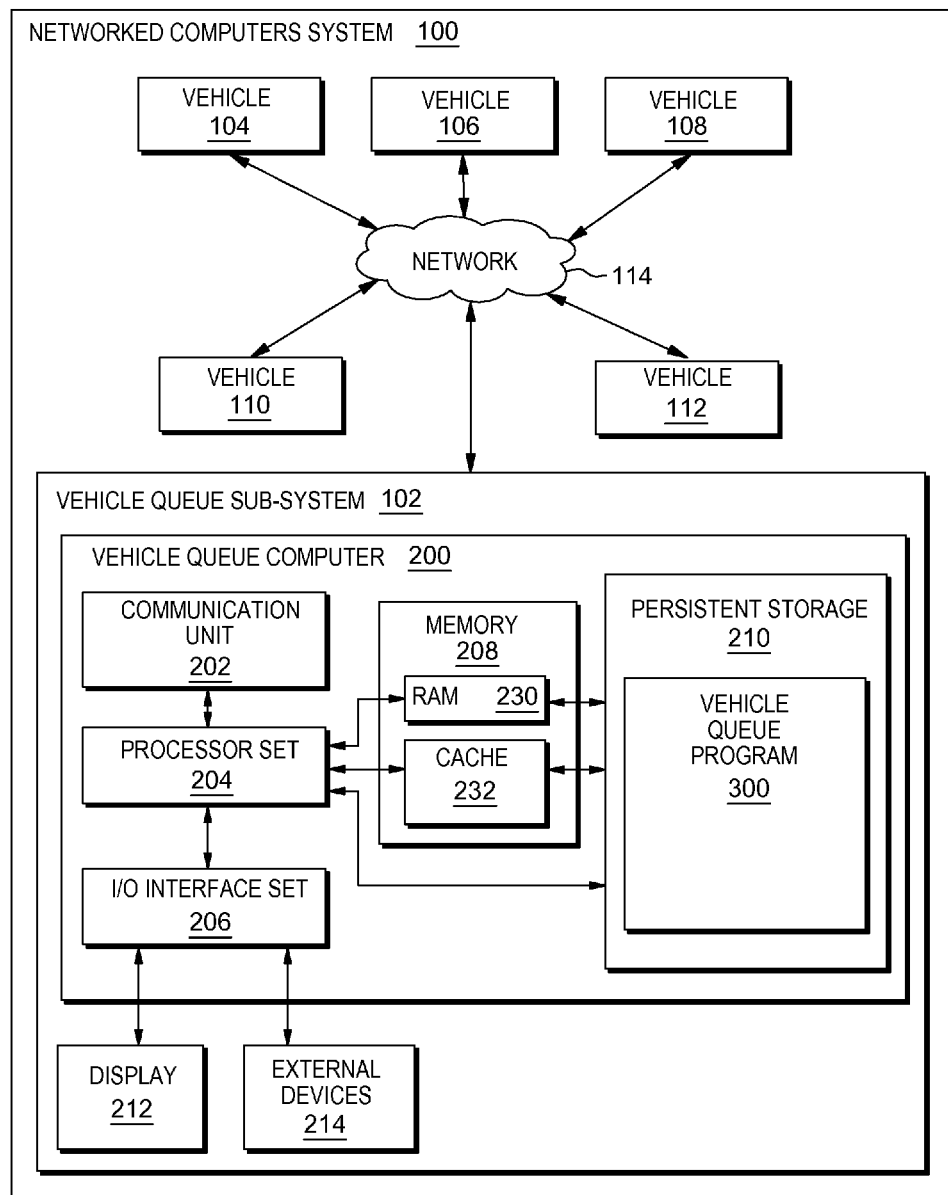 NETWORKED COMPUTERS SYSTEM 100
VEHICLE
104
VEHICLE
106
VEHICLE
108
NETWORK
114
VEHICLE
110
VEHICLE
112
VEHICLE QUEUE SUB-SYSTEM 102
VEHICLE QUEUE COMPUTER 200
COMMUNICATION
UNIT
202
PROCESSOR SET
204
I/O INTERFACE SET
206
MEMORY
208
RAM 230
CACHE
232
PERSISTENT STORAGE
210
VEHICLE
QUEUE
PROGRAM
300
DISPLAY
212
EXTERNAL
DEVICES
214